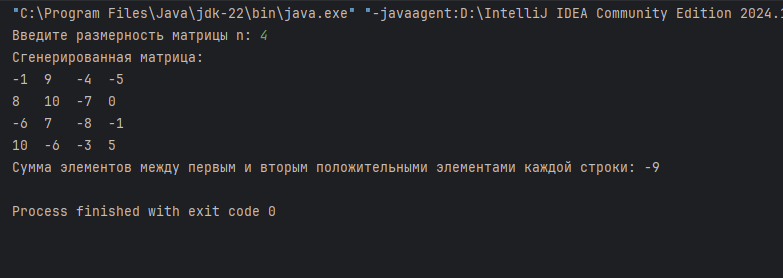 "C:\Program Files\Java\jdk-22\bin\java.exe" "-javaagent:D:\IntelliJ IDEA Community Edition 2024.
Введите размерность матрицы n: 4
Сгенерированная матрица:
-1 9 -4 -5
8 10 -7 0
-6 7 -8 -1
10 -6 -3 5
Сумма элементов между первым и вторым положительными элементами каждой строки: -9
Process finished with exit code 0